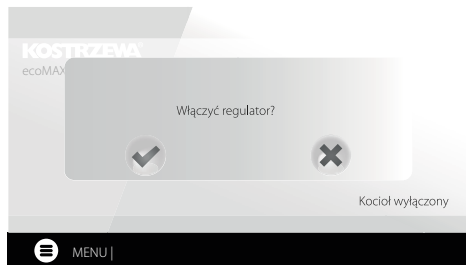 KOSTRZEWA
ecoMAX
Włączyć regulator?
Kocioł wyłączony
MENU |